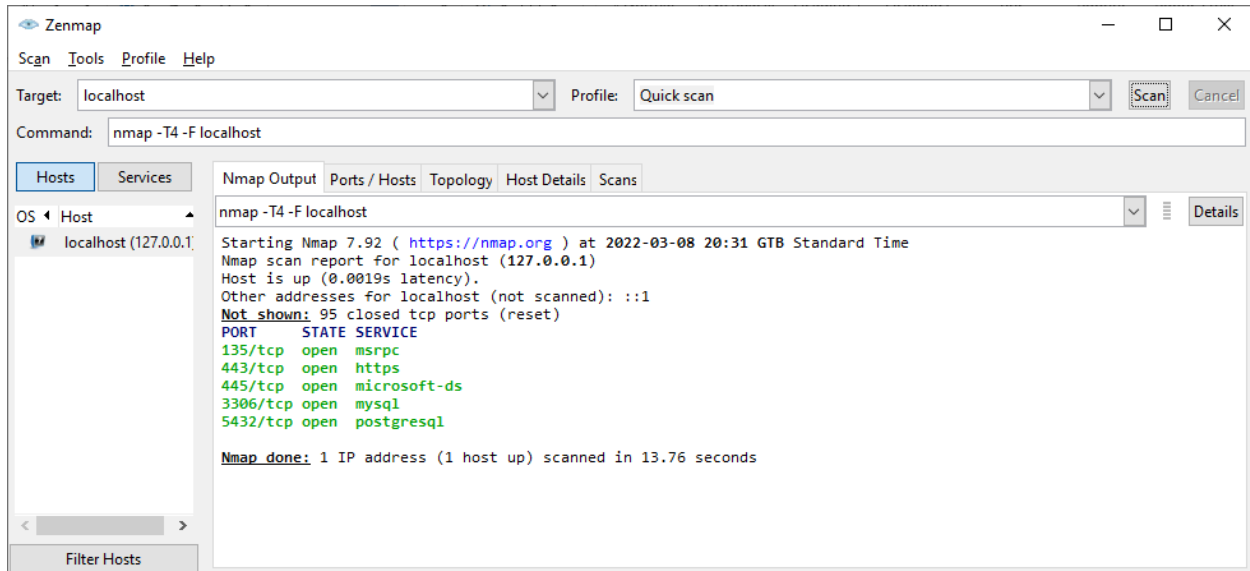 Zenmap
Scan Tools Profile Help
Target: localhost Profile: Quick scan Scan Cancel
Command: nmap -T4 -F localhost
Hosts Services Nmap Output Ports / Hosts Topology Host Details Scans
OS Host nmap -T4 -F localhost Details
localhost (127.0.0.1
Starting Nmap 7.92 ( https://nmap.org ) at 2022-03-08 20:31 GTB Standard Time
Nmap scan report for localhost (127.0.0.1)
Host is up (0.0019s latency).
Other addresses for localhost (not scanned): ::1
Not shown: 95 closed tcp ports (reset)
PORT STATE SERVICE
135/tcp open msrpc
443/tcp open https
445/tcp open microsoft-ds
3306/tcp open mysql
5432/tcp open postgresql
Nmap done: 1 IP address (1 host up) scanned in 13.76 seconds
Filter Hosts